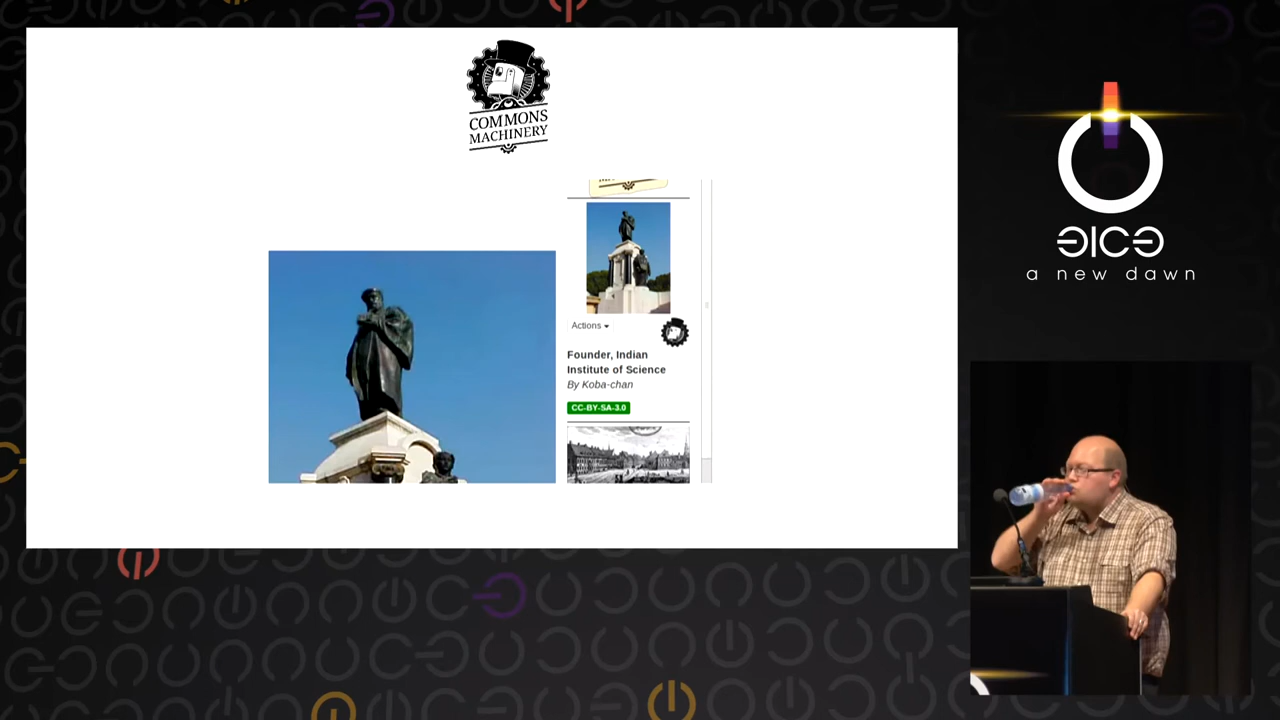 COMMONS
MACHINERY
Actions
Founder, Indian
Institute of Science
By Koba-chan
CC-BY-SA-3.0
a new dawn